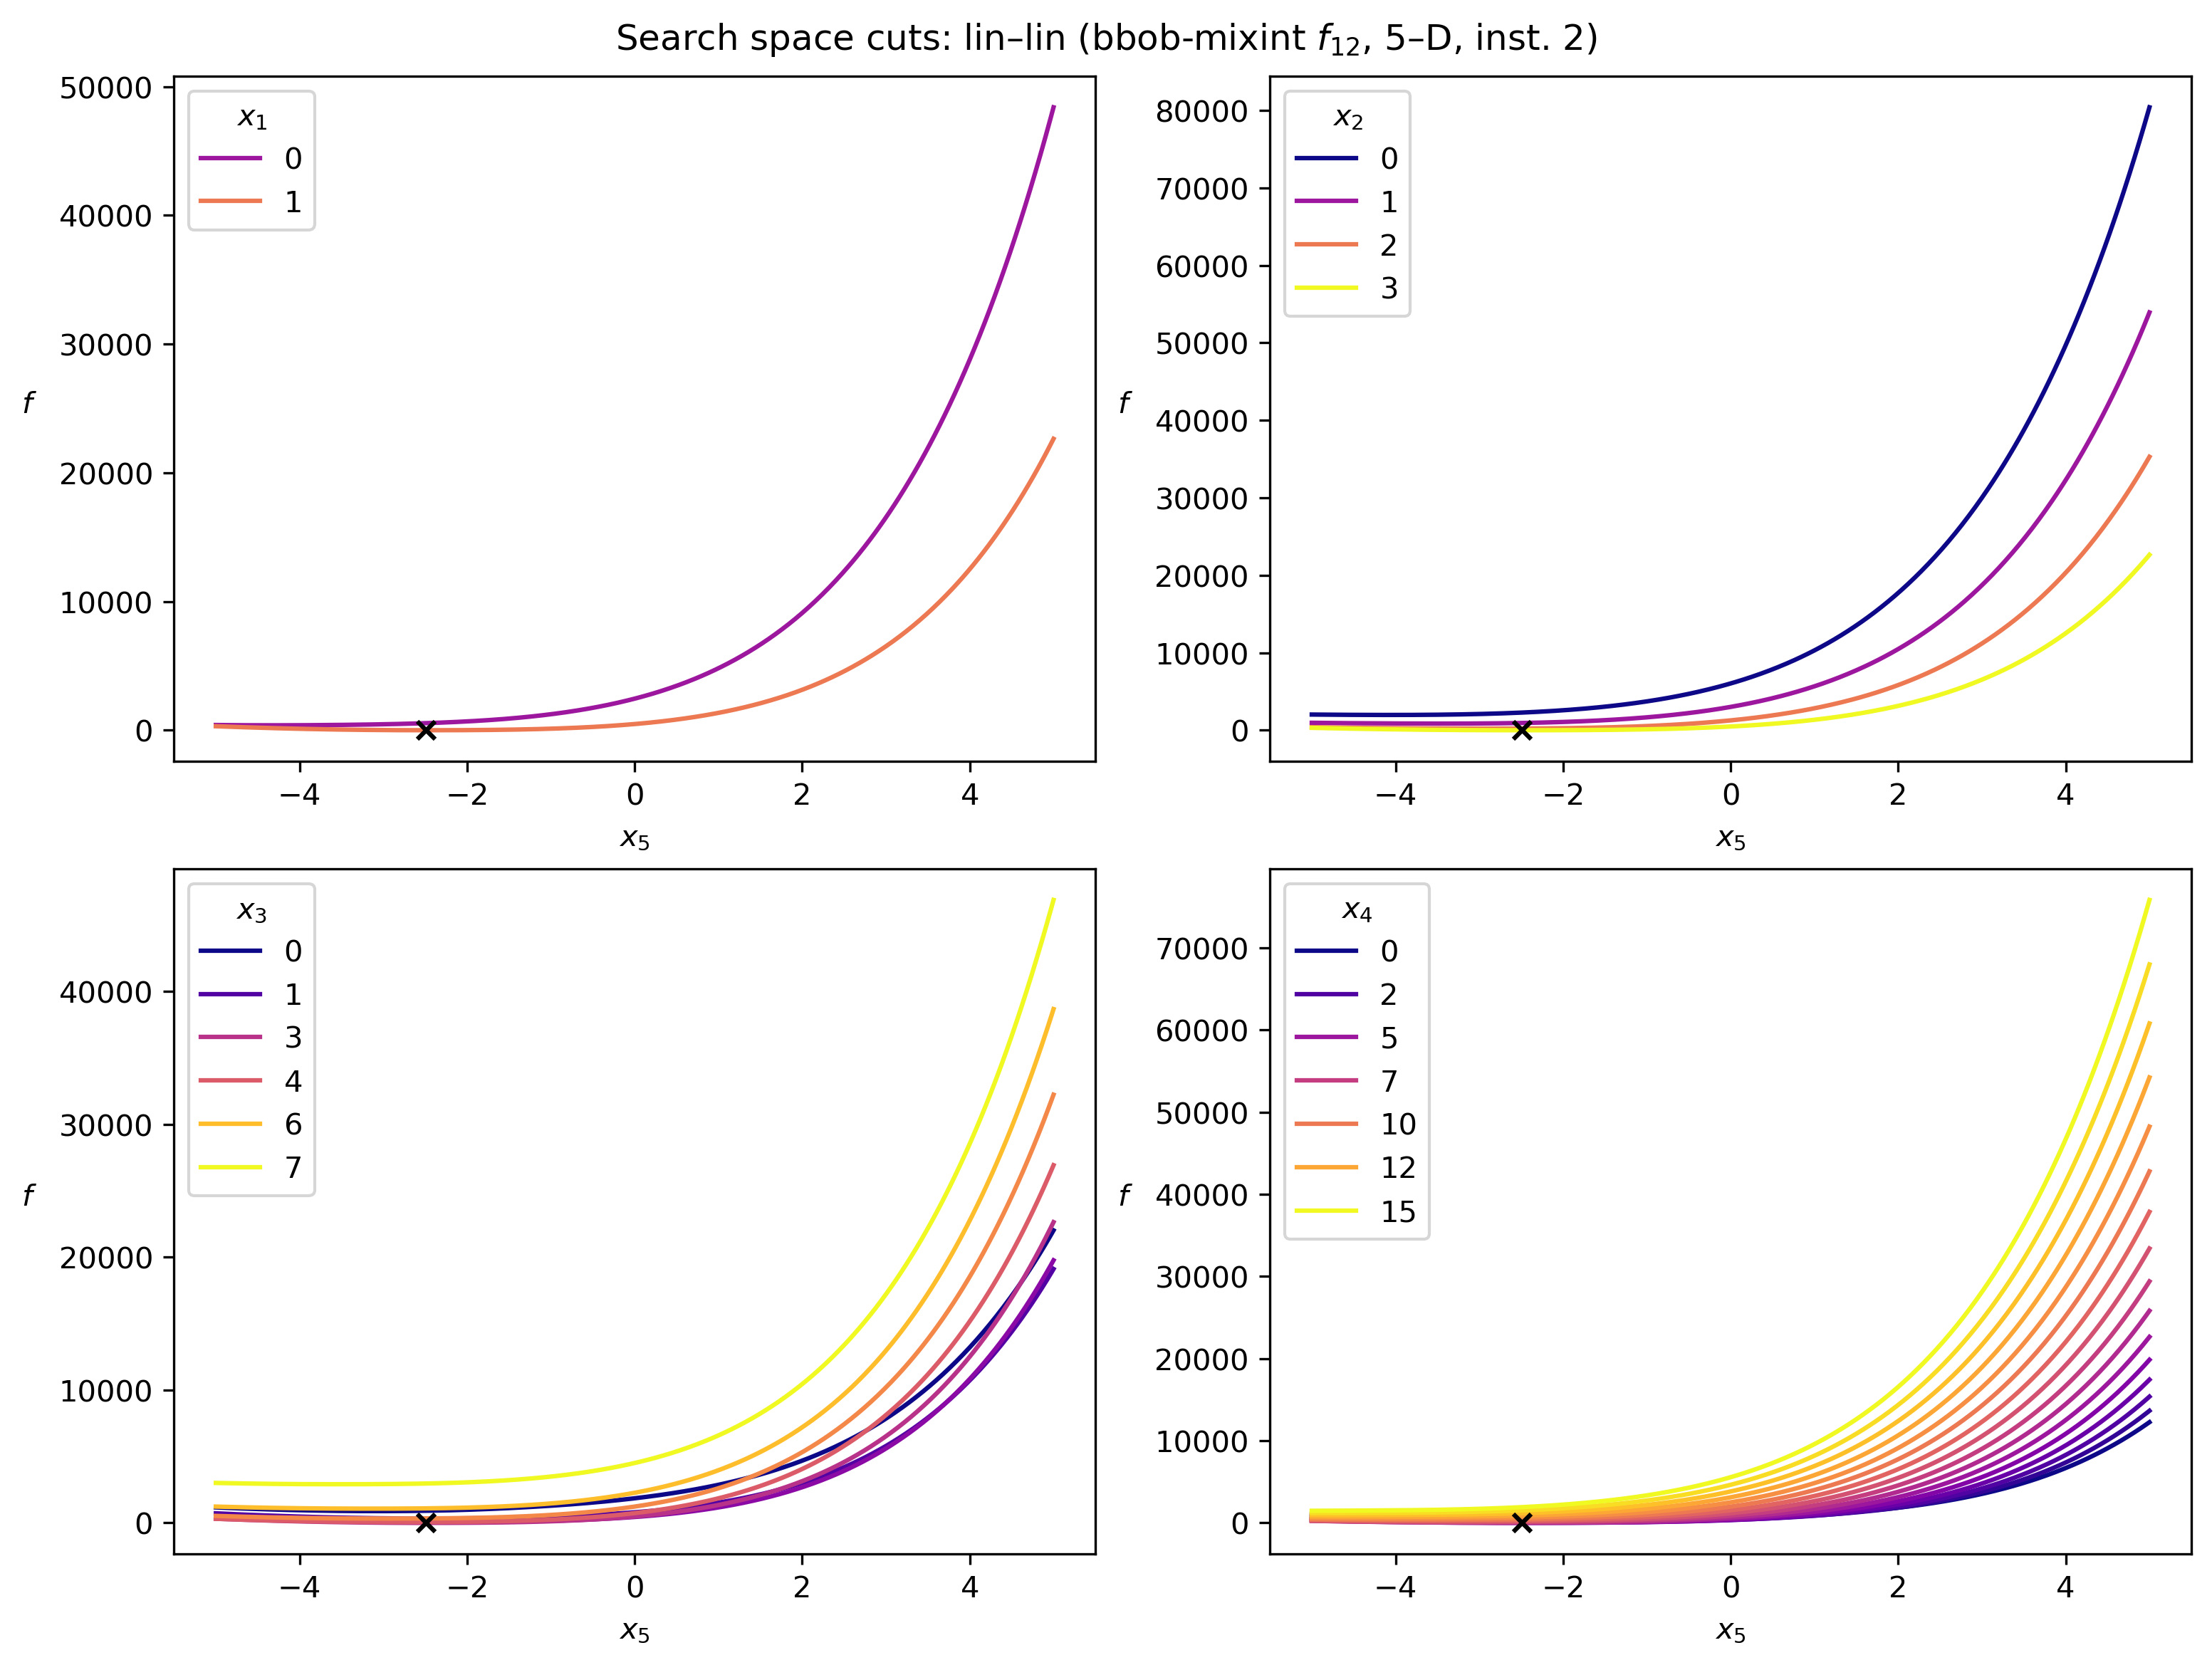 Search space cuts: lin–lin (bbob-mixint f12, 5–D, inst. 2)
50000
40000
30000
20000
10000
0
f
x1
0
1
−4 −2 0 2 4
x5
80000
70000
60000
50000
40000
30000
20000
10000
0
f
x2
0
1
2
3
−4 −2 0 2 4
x5
40000
30000
20000
10000
0
f
x3
0
1
3
4
6
7
−4 −2 0 2 4
x5
70000
60000
50000
40000
30000
20000
10000
0
f
x4
0
2
5
7
10
12
15
−4 −2 0 2 4
x5